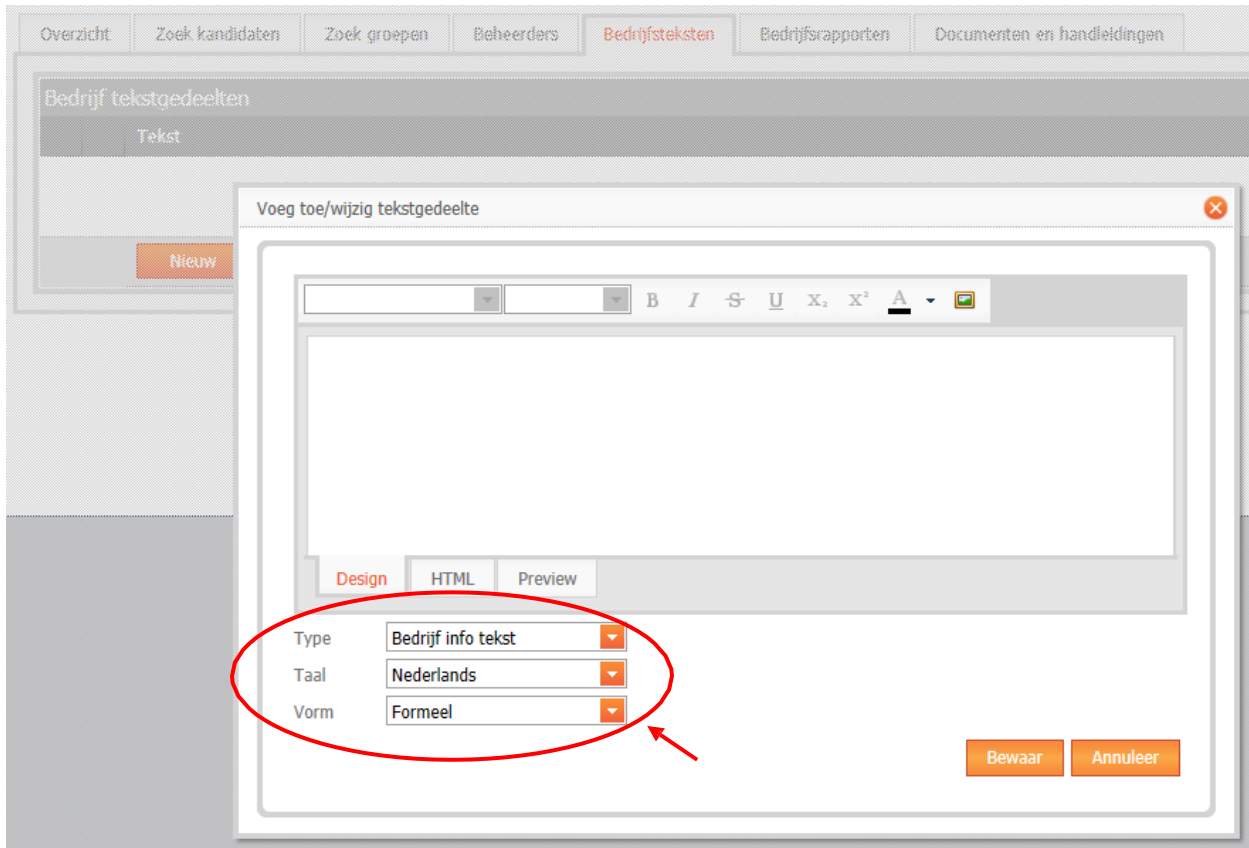 Overzicht Zoek kandidaten Zoek groepen Beheerders Bedrijfsteksten Bedrijfsrapporten Documenten en handleidingen
Bedrijf tekstgedeelten
Tekst
Voeg toe/wijzig tekstgedeelte
Nieuw
B I S U X₂ X² A
Design HTML Preview
Type Bedrijf info tekst
Taal Nederlands
Vorm Formeel
Bewaar Annuleer